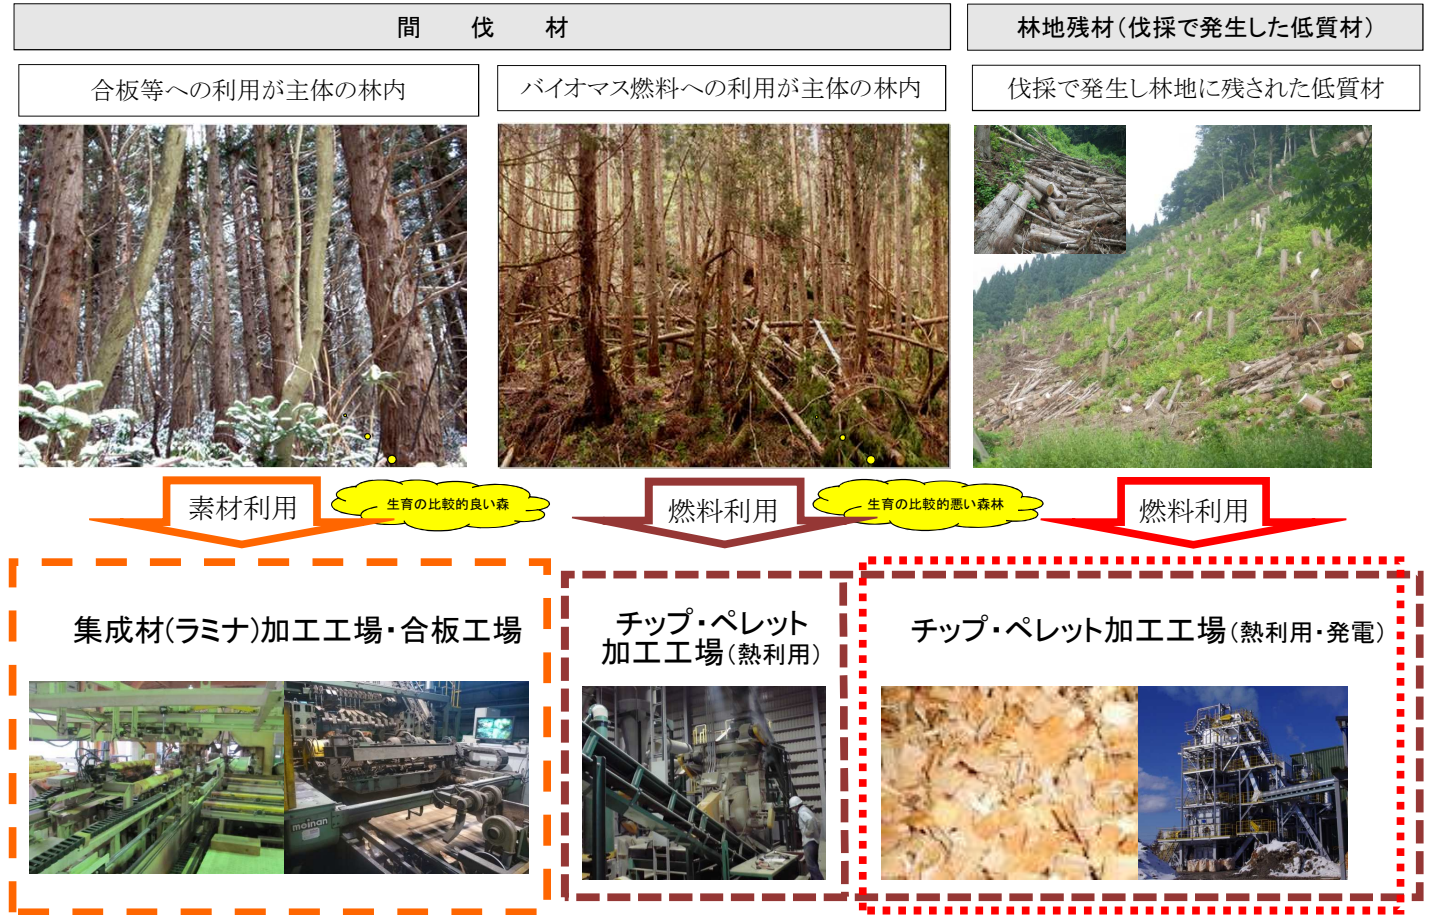 間　伐　材
林地残材(伐採で発生した低質材)
合板等への利用が主体の林内
バイオマス燃料への利用が主体の林内
伐採で発生し林地に残された低質材
素材利用
生育の比較的良い森
燃料利用
生育の比較的悪い森林
燃料利用
集成材(ラミナ)加工工場・合板工場
チップ・ペレット
加工工場(熱利用)
チップ・ペレット加工工場(熱利用・発電)
meinan